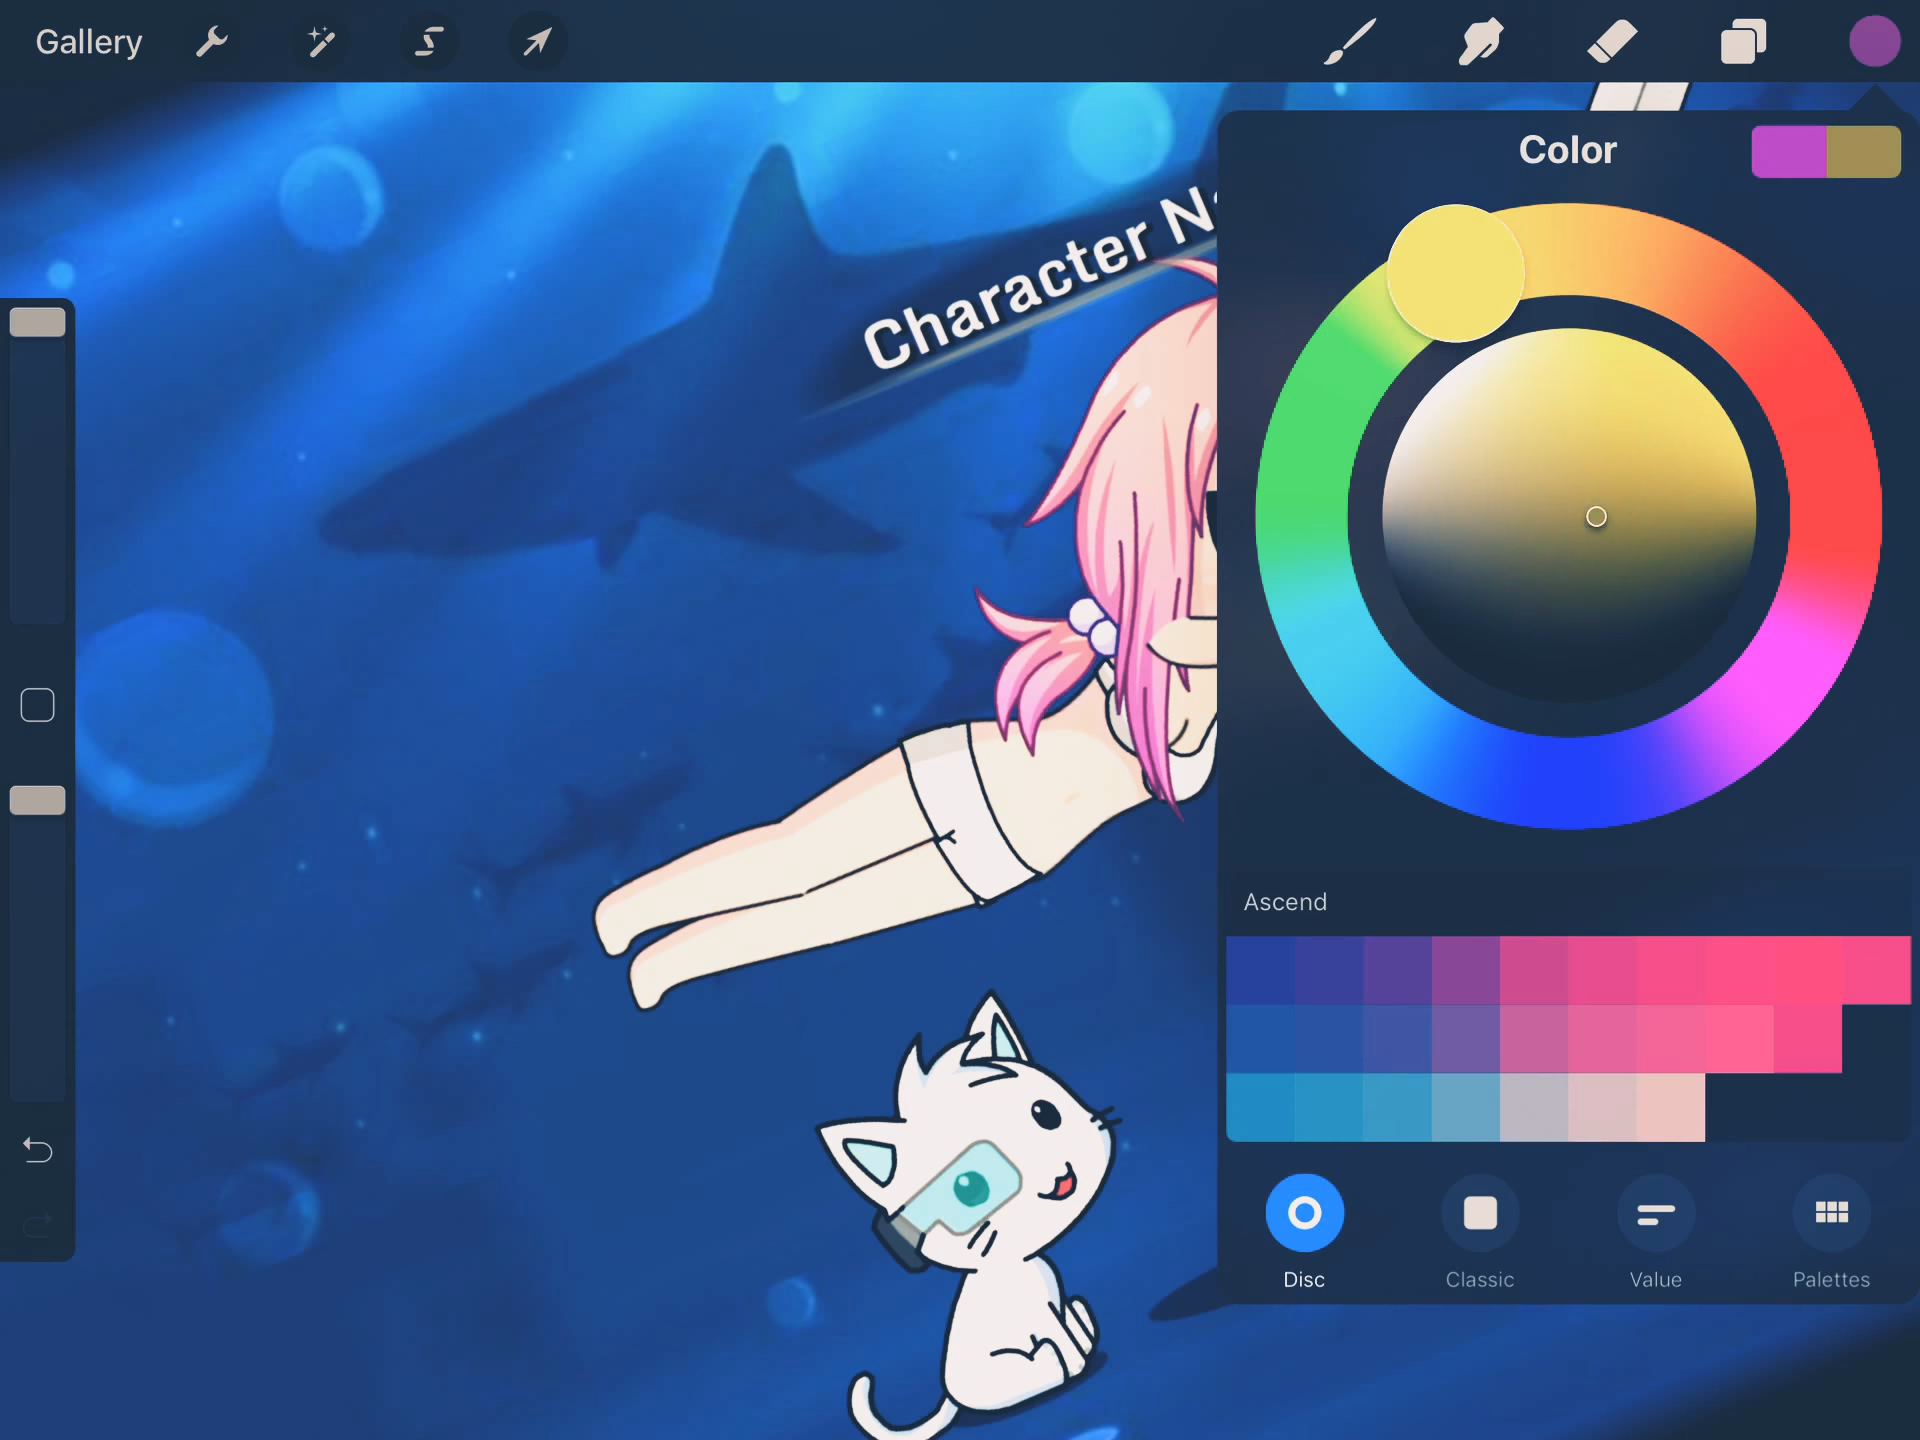 Gallery
Color
Character
Ascend
Disc
Classic
Value
Palettes